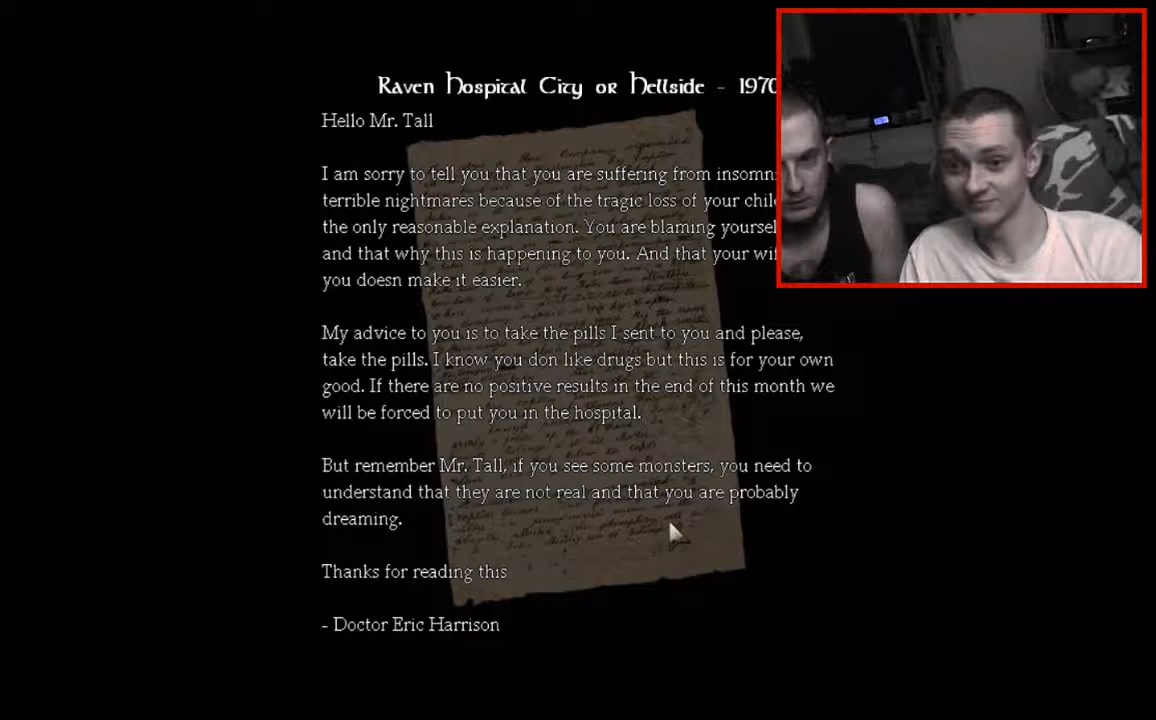 Raven Hospital City or Hellside - 1970
Hello Mr. Tall
I am sorry to tell you that you are suffering from
terrible nightmares because of the tragic loss of your
the only reasonable explanation. You are blaming
and that why this is happening to you. And that your
you doesn make it easier.
My advice to you is to take the pills I sent to you and please,
take the pills. I know you don like drugs but this is for your own
good. If there are no positive results in the end of this month we
will be forced to put you in the hospital.
But remember Mr. Tall, if you see some monsters, you need to
understand that they are not real and that you are probably
dreaming.
Thanks for reading this
- Doctor Eric Harrison